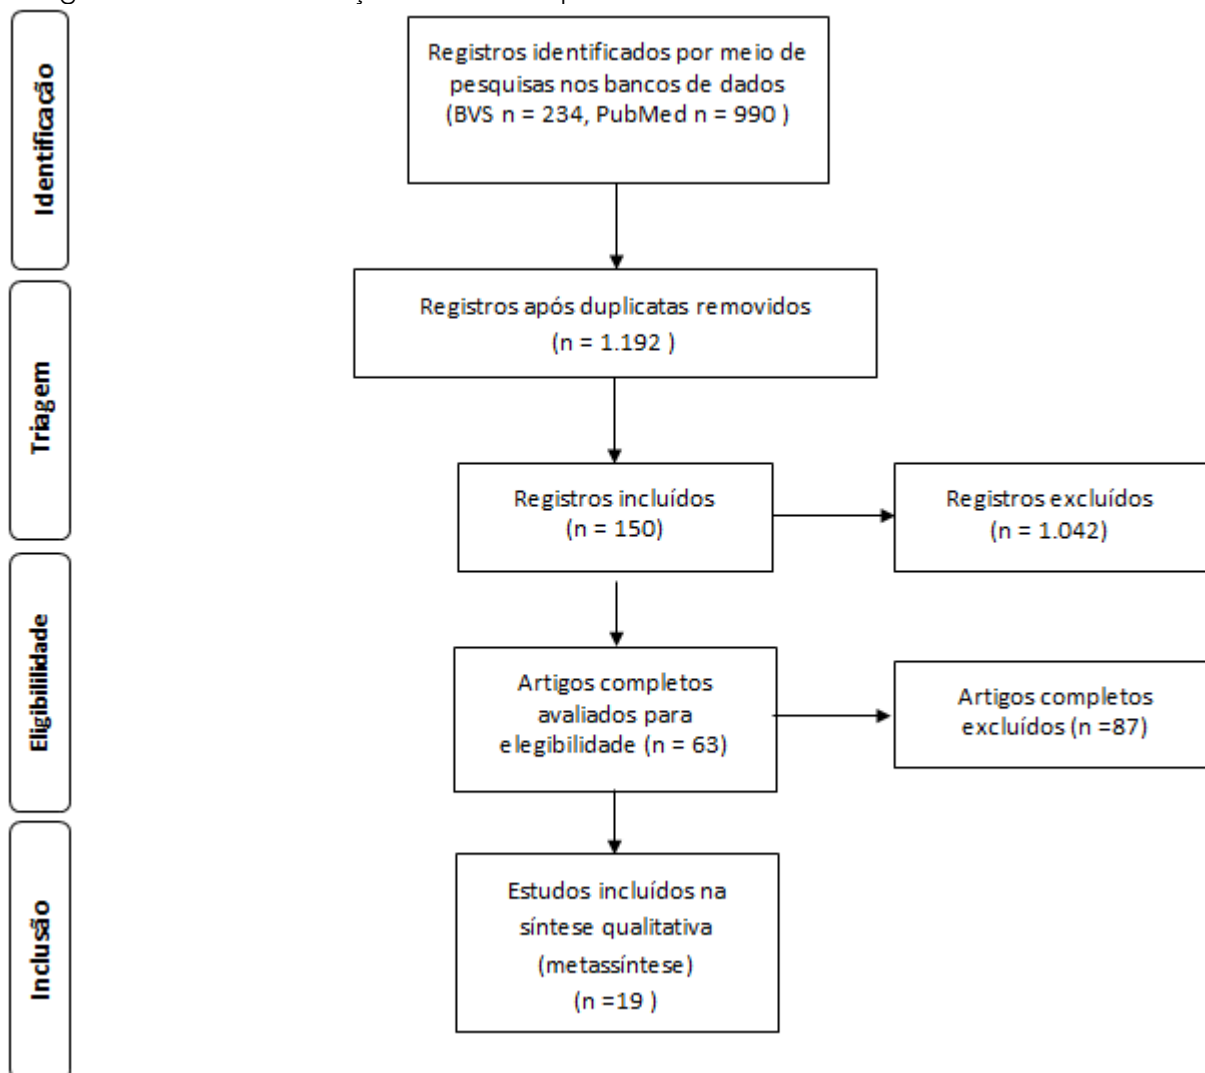 Identificação
Registros identificados por meio de
pesquisas nos bancos de dados
(BVS n = 234, PubMed n = 990 )
Triagem
Registros após duplicatas removidos
(n = 1.192 )
Registros incluídos
(n = 150)
Registros excluídos
(n = 1.042)
Eligibililidade
Artigos completos
avaliados para
elegibilidade (n = 63)
Artigos completos
excluídos (n =87)
Inclusão
Estudos incluídos na
síntese qualitativa
(metassíntese)
(n =19 )